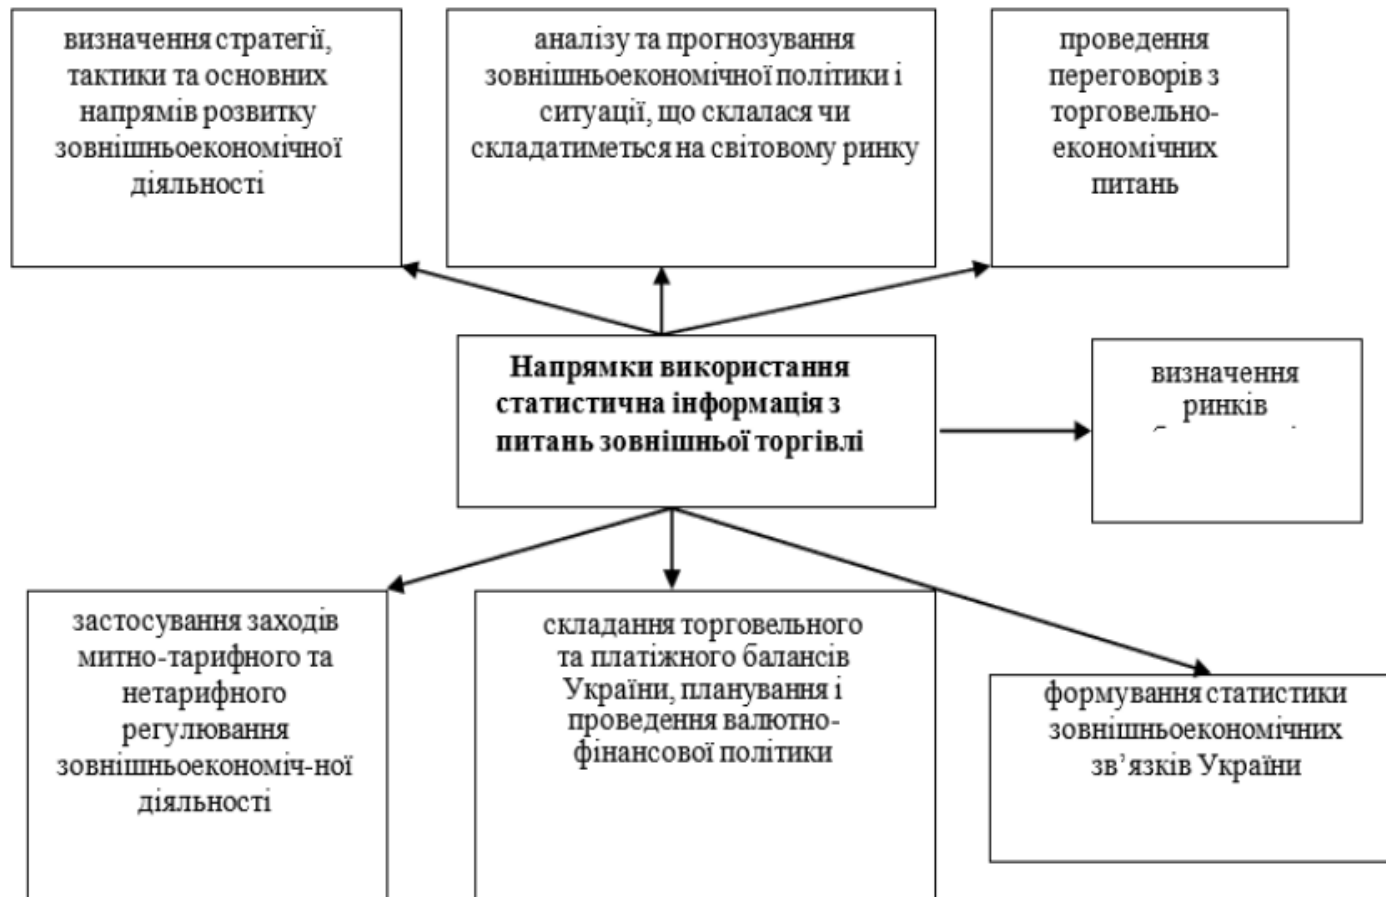 визначення стратегії,
тактики та основних
напрямів розвитку
зовнішньоекономічної
діяльності
аналізу та прогнозування
зовнішньоекономічної політики і
ситуації, що склалася чи
складатиметься на світовому ринку
проведення
переговорів з
торговельно-
економічних
питань
Напрямки використання
статистична інформація з
питань зовнішньої торгівлі
визначення
ринків
застосування заходів
митно-тарифного та
нетарифного
регулювання
зовнішньоекономіч-ної
діяльності
складання торговельного
та платіжного балансів
України, планування і
проведення валютно-
фінансової політики
формування статистики
зовнішньоекономічних
зв’язків України